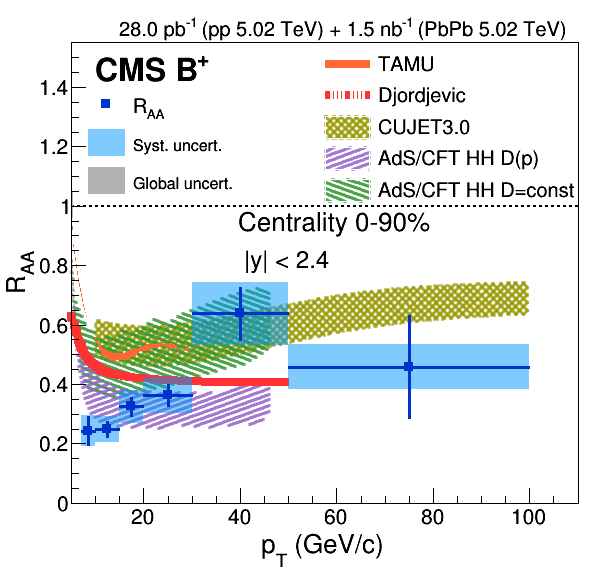 28.0 pb⁻¹ (pp 5.02 TeV) + 1.5 nb⁻¹ (PbPb 5.02 TeV)
CMS B⁺
R_AA
Syst. uncert.
Global uncert.
TAMU
Djordjevic
CUJET3.0
AdS/CFT HH D(p)
AdS/CFT HH D=const
Centrality 0-90%
|y| < 2.4
R_AA
1.4
1.2
1
0.8
0.6
0.4
0.2
0
20 40 60 80 100
p_T (GeV/c)